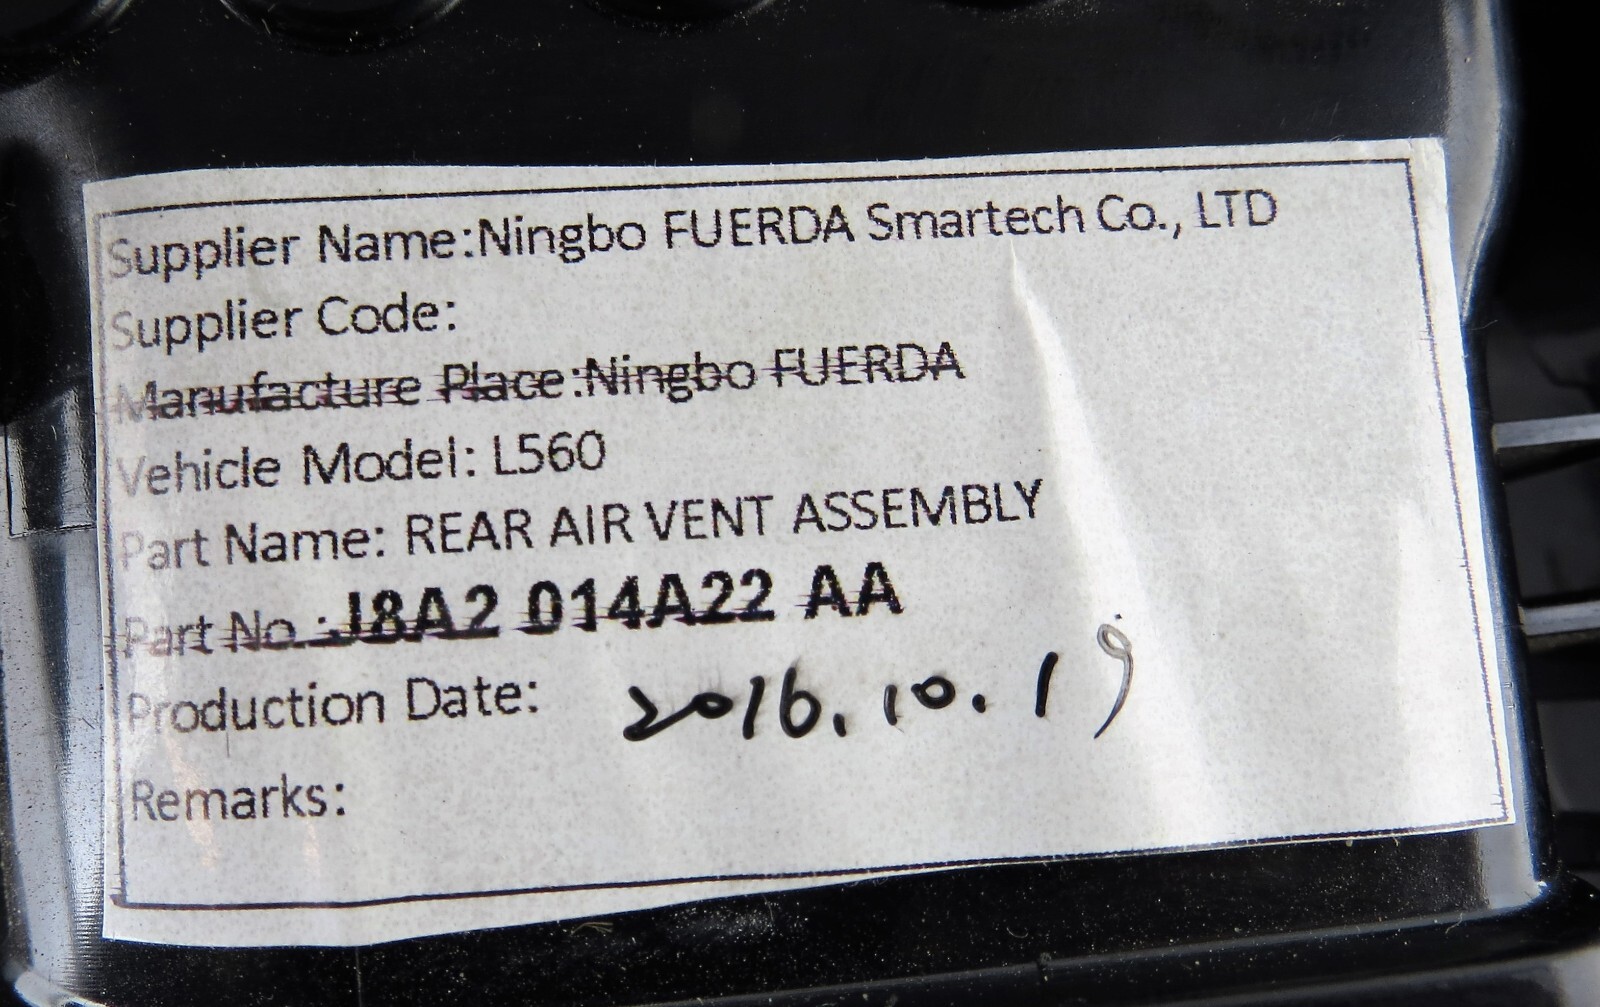 Supplier Name:Ningbo FUERDA Smartech Co., LTD
Supplier Code:
Manufacture Place:Ningbo FUERDA
Vehicle Model: L560
Part Name: REAR AIR VENT ASSEMBLY
Part No.:J8A2 014A22 AA
Production Date: 2016.10.19
Remarks: